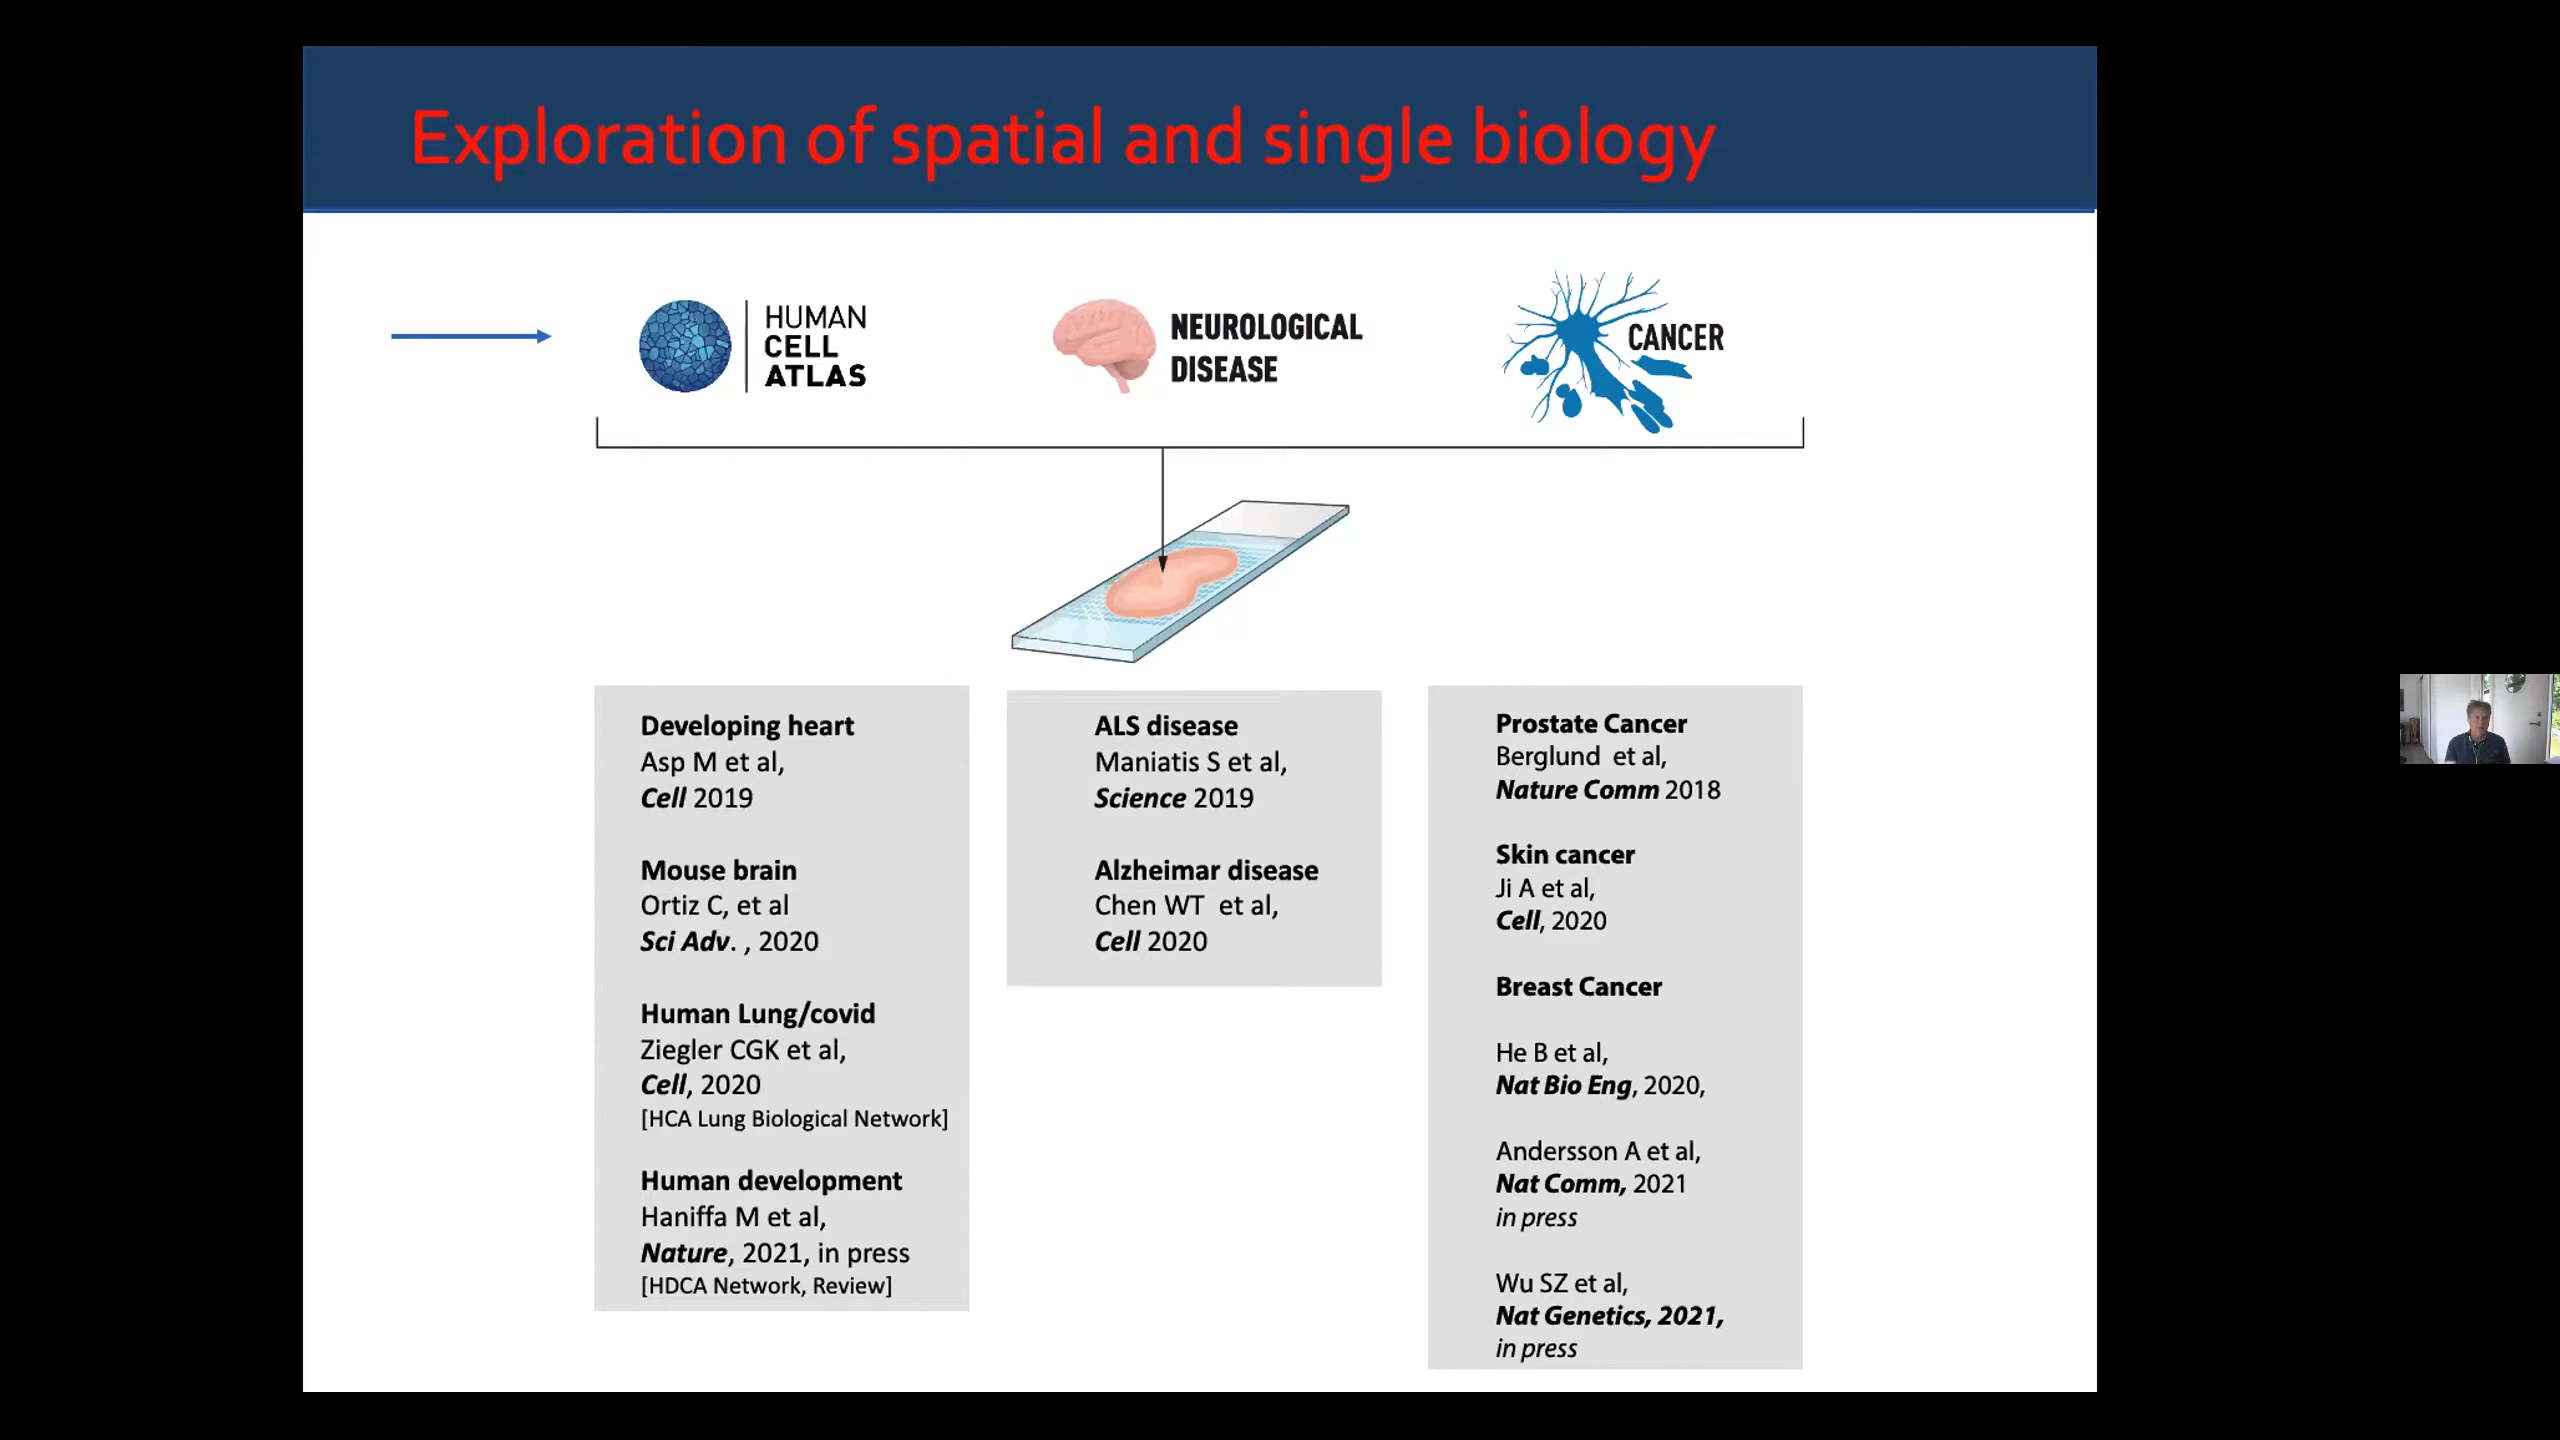 Exploration of spatial and single biology
HUMAN
CELL
ATLAS
NEUROLOGICAL
DISEASE
CANCER
Developing heart
Asp M et al,
Cell 2019
Mouse brain
Ortiz C, et al
Sci Adv. , 2020
Human Lung/covid
Ziegler CGK et al,
Cell, 2020
[HCA Lung Biological Network]
Human development
Haniffa M et al,
Nature, 2021, in press
[HDCA Network, Review]
ALS disease
Maniatis S et al,
Science 2019
Alzheimar disease
Chen WT et al,
Cell 2020
Prostate Cancer
Berglund et al,
Nature Comm 2018
Skin cancer
Ji A et al,
Cell, 2020
Breast Cancer
He B et al,
Nat Bio Eng, 2020,
Andersson A et al,
Nat Comm, 2021
in press
Wu SZ et al,
Nat Genetics, 2021,
in press